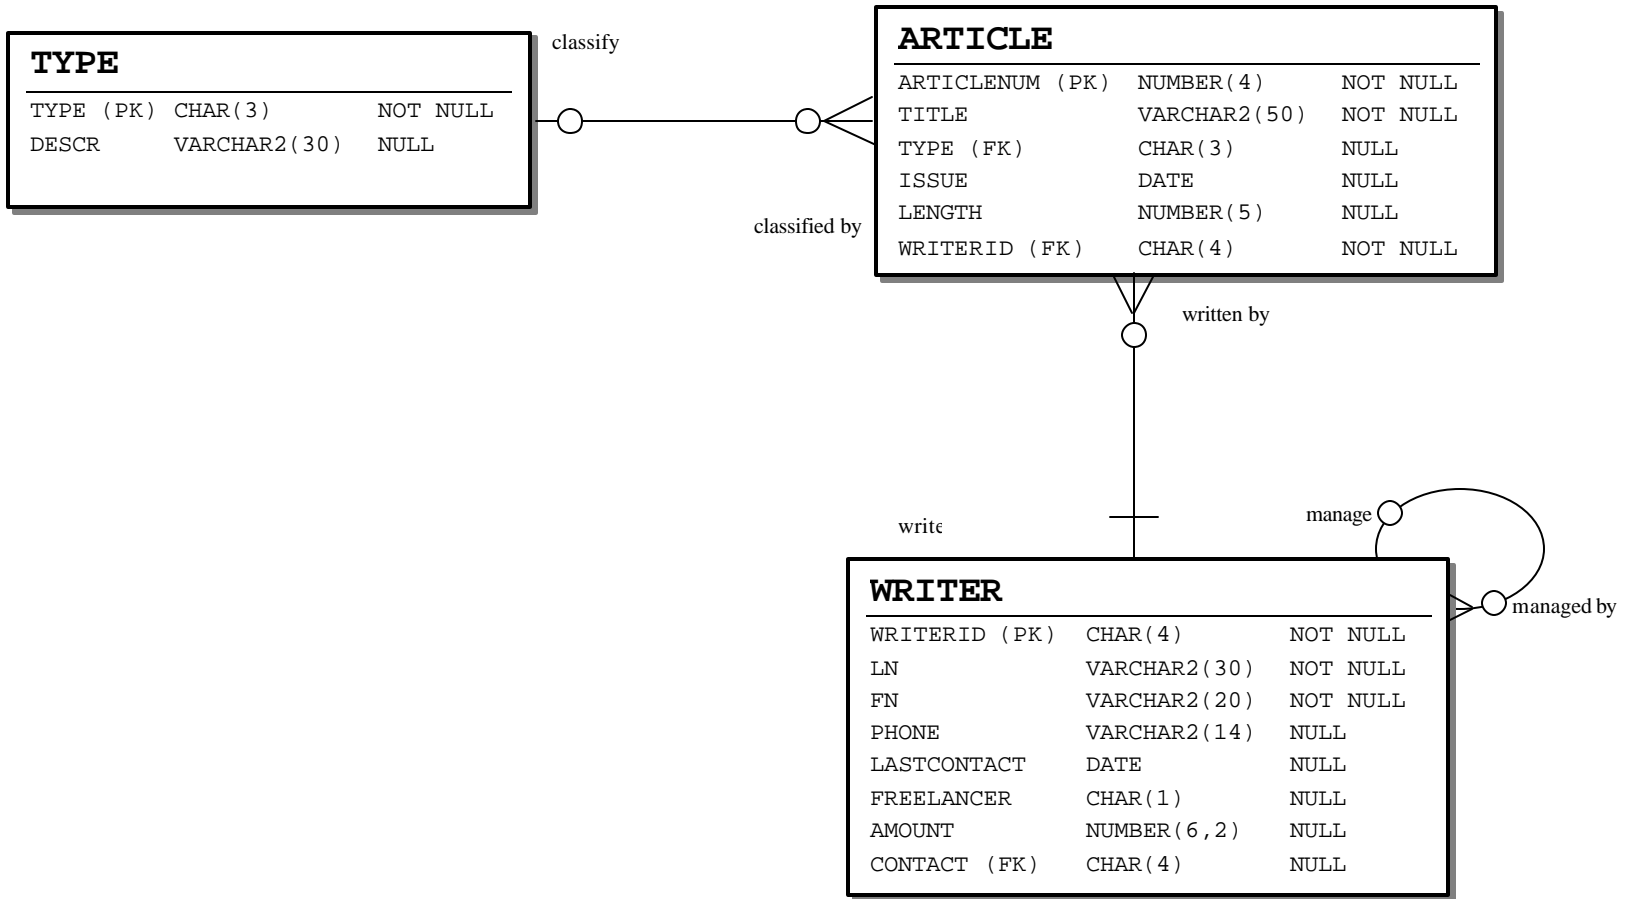 TYPE
TYPE (PK) CHAR(3) NOT NULL
DESCR VARCHAR2(30) NULL
classify
classified by
ARTICLE
ARTICLENUM (PK) NUMBER(4) NOT NULL
TITLE VARCHAR2(50) NOT NULL
TYPE (FK) CHAR(3) NULL
ISSUE DATE NULL
LENGTH NUMBER(5) NULL
WRITERID (FK) CHAR(4) NOT NULL
written by
write
manage
managed by
WRITER
WRITERID (PK) CHAR(4) NOT NULL
LN VARCHAR2(30) NOT NULL
FN VARCHAR2(20) NOT NULL
PHONE VARCHAR2(14) NULL
LASTCONTACT DATE NULL
FREELANCER CHAR(1) NULL
AMOUNT NUMBER(6,2) NULL
CONTACT (FK) CHAR(4) NULL